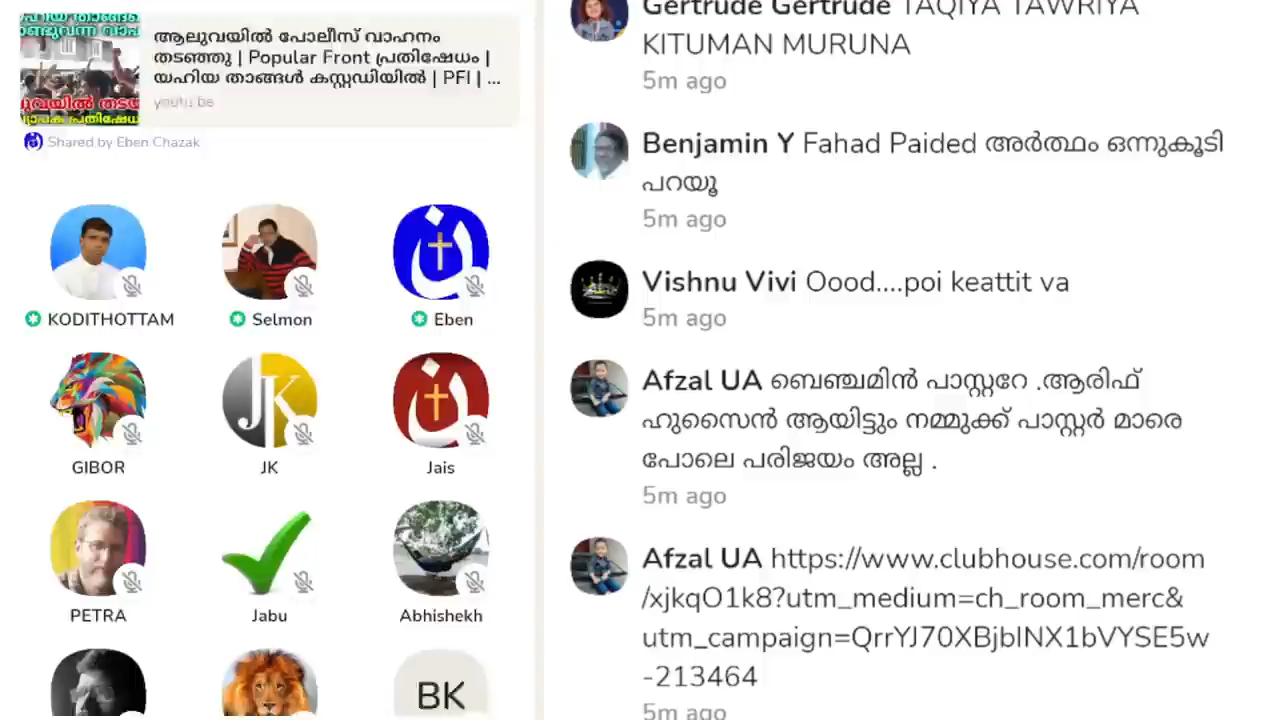 ആലുവയിൽ പോലീസ് വാഹനം
തടഞ്ഞു | Popular Front പ്രതിഷേധം |
യഹിയ താങ്ങൾ കസ്റ്റഡിയിൽ | PFI | ...
youtu.be
Shared by Eben Chazak
KODITHOTTAM
Selmon
Eben
GIBOR
JK
JK
Jais
PETRA
Jabu
Abhishekh
BK
Gertrude Gertrude TAQIYA TAWRIYA
KITUMAN MURUNA
5m ago
Benjamin Y Fahad Paided അർത്ഥം ഒന്നുകൂടി
പറയൂ
5m ago
Vishnu Vivi Oood....poi keattit va
5m ago
Afzal UA ബെഞ്ചമിൻ പാസ്റ്ററേ .ആരിഫ്
ഹുസൈൻ ആയിട്ടും നമ്മുക്ക് പാസ്റ്റർ മാരെ
പോലെ പരിജയം അല്ല .
5m ago
Afzal UA https://www.clubhouse.com/room
/xjkqO1k8?utm_medium=ch_room_merc&
utm_campaign=QrrYJ70XBjbINX1bVYSE5w
-213464
5m ago